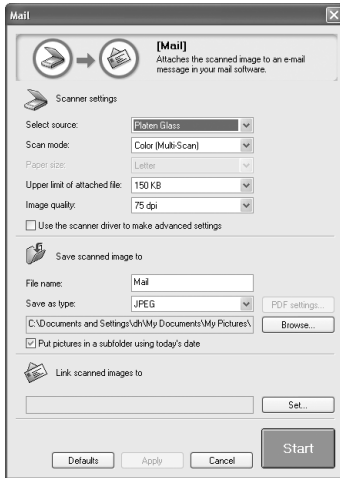 Mail
[Mail]
Attaches the scanned image to an e-mail
message in your mail software.
Scanner settings
Select source: Platen Glass
Scan mode: Color (Multi-Scan)
Paper size: Letter
Upper limit of attached file: 150 KB
Image quality: 75 dpi
Use the scanner driver to make advanced settings
Save scanned image to
File name: Mail
Save as type: JPEG PDF settings...
C:\Documents and Settings\dh\My Documents\My Pictures\ Browse...
Put pictures in a subfolder using today's date
Link scanned images to
Set...
Defaults Apply Cancel Start